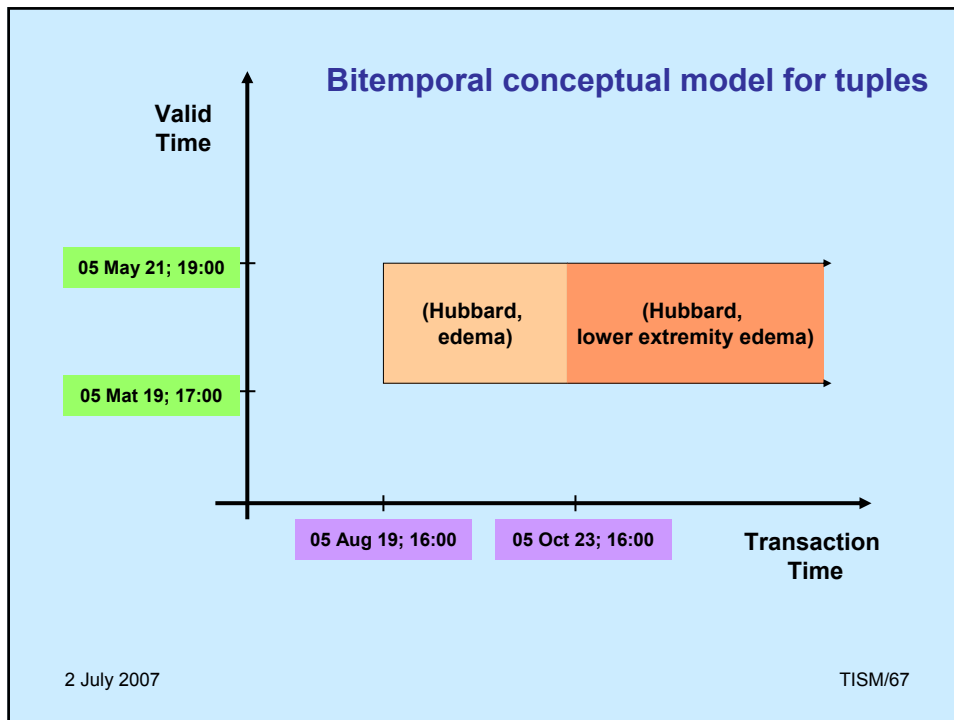 Bitemporal conceptual model for tuples
Valid
Time
05 May 21; 19:00
(Hubbard,
edema)
(Hubbard,
lower extremity edema)
05 Mat 19; 17:00
05 Aug 19; 16:00
05 Oct 23; 16:00
Transaction
Time
2 July 2007
TISM/67